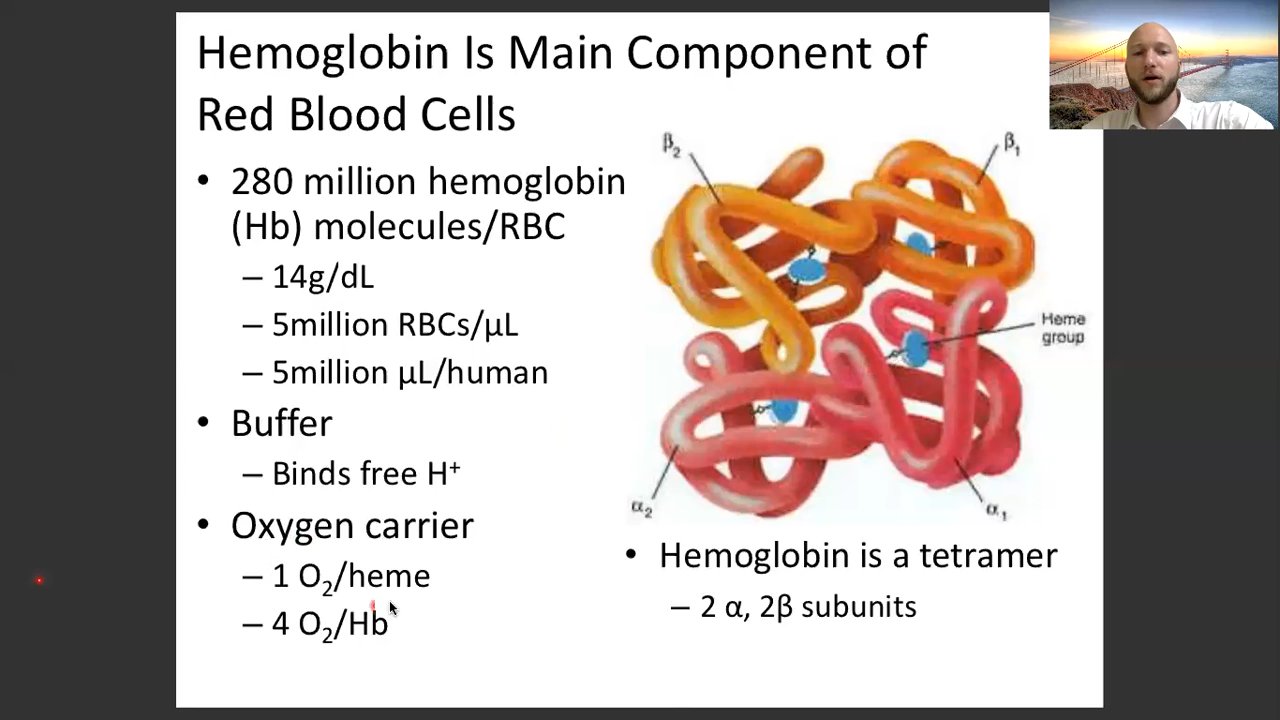 Hemoglobin Is Main Component of
Red Blood Cells
• 280 million hemoglobin
(Hb) molecules/RBC
– 14g/dL
– 5million RBCs/µL
– 5million µL/human
• Buffer
– Binds free H⁺
• Oxygen carrier
– 1 O₂/heme
– 4 O₂/Hb
β₂
β₁
Heme
group
α₂
α₁
• Hemoglobin is a tetramer
– 2 α, 2β subunits